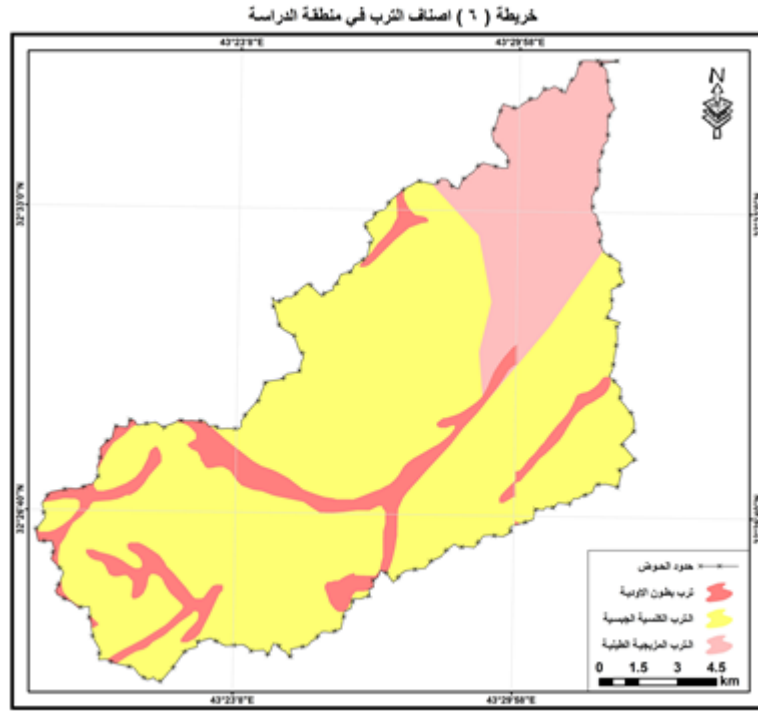 خريطة ( ٦ ) اصناف الترب في منطقة الدراسة
43°23'8"E 43°29'58"E
N
32°33'0"N
32°26'40"N
حدود الحوض
ترب بطون الاودية
الترب الكلسية الجبسية
الترب المزيجية الطينية
0 1.5 3 4.5
km
43°23'8"E 43°29'58"E